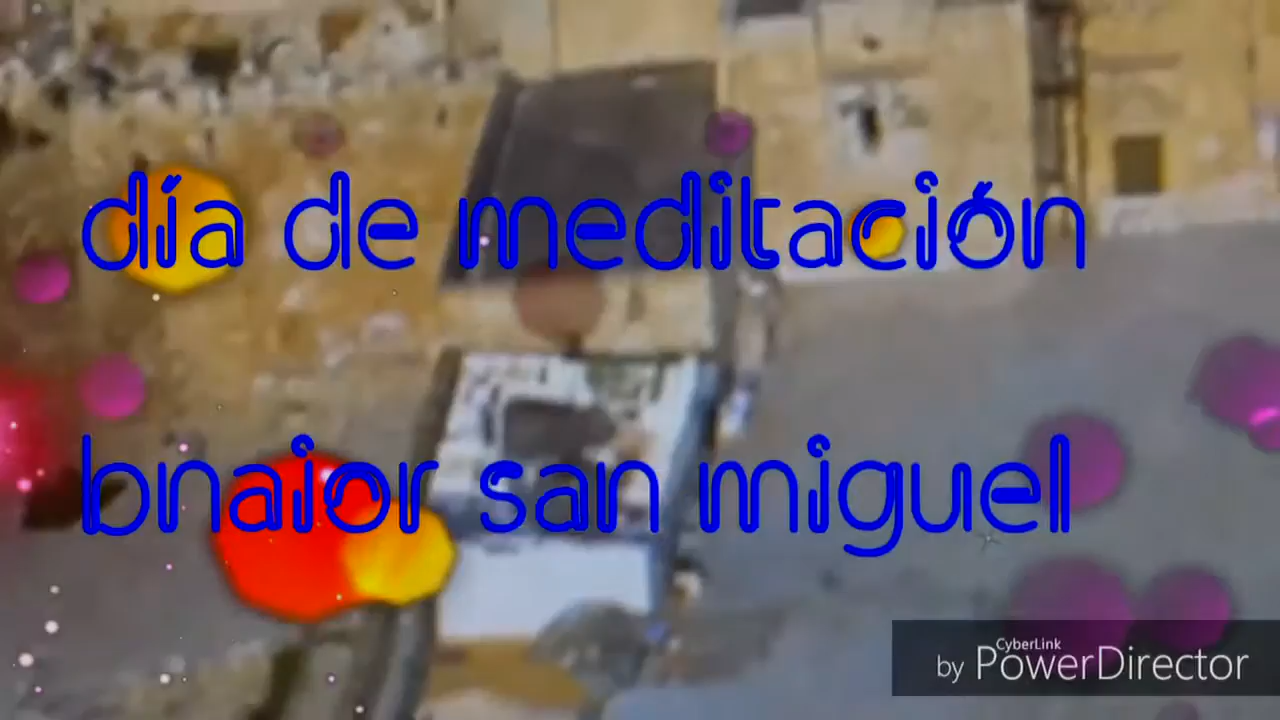 día de meditación
bnaior san miguel
CyberLink
by PowerDirector